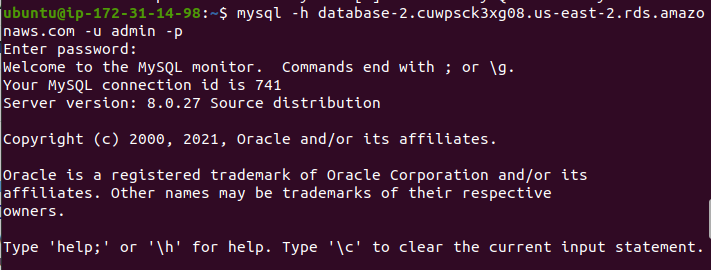 ubuntu@ip-172-31-14-98:~$ mysql -h database-2.cuwpsck3xg08.us-east-2.rds.amazo
naws.com -u admin -p
Enter password:
Welcome to the MySQL monitor.  Commands end with ; or \g.
Your MySQL connection id is 741
Server version: 8.0.27 Source distribution

Copyright (c) 2000, 2021, Oracle and/or its affiliates.

Oracle is a registered trademark of Oracle Corporation and/or its
affiliates. Other names may be trademarks of their respective
owners.

Type 'help;' or '\h' for help. Type '\c' to clear the current input statement.